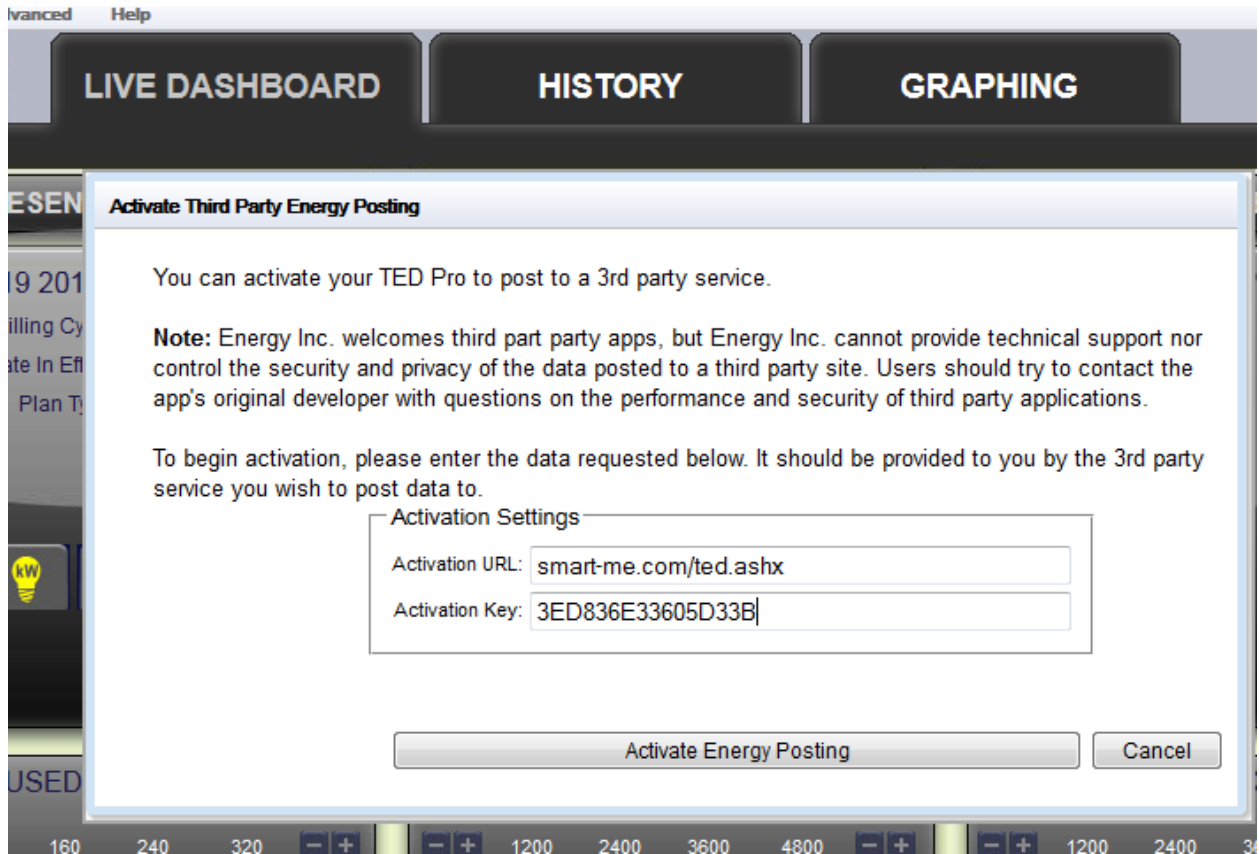 Help
LIVE DASHBOARD
HISTORY
GRAPHING
Activate Third Party Energy Posting
You can activate your TED Pro to post to a 3rd party service.
Note: Energy Inc. welcomes third part party apps, but Energy Inc. cannot provide technical support nor
control the security and privacy of the data posted to a third party site. Users should try to contact the
app's original developer with questions on the performance and security of third party applications.
To begin activation, please enter the data requested below. It should be provided to you by the 3rd party
service you wish to post data to.
Activation Settings
Activation URL: smart-me.com/ted.ashx
Activation Key: 3ED836E33605D33B
Activate Energy Posting
Cancel
19 201
Plan
kW
USED
160 240 320 - + - + 1200 2400 3600 4800 - + - + 1200 2400